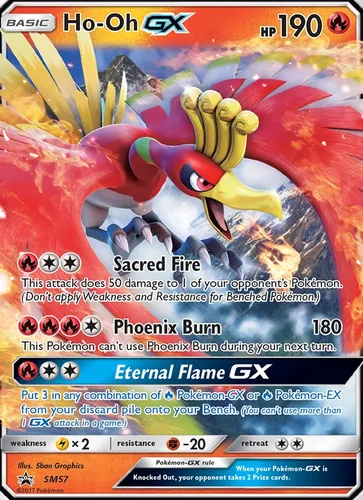 BASIC Ho-Oh GX HP 190
Sacred Fire
This attack does 50 damage to 1 of your opponent's Pokémon.
(Don't apply Weakness and Resistance for Benched Pokémon.)
Phoenix Burn 180
This Pokémon can't use Phoenix Burn during your next turn.
Eternal Flame GX
Put 3 in any combination of Pokémon-GX or Pokémon-EX
from your discard pile onto your Bench. (You can't use more than
1 GX attack in a game.)
weakness ×2 resistance -20 retreat
Illus. 5ban Graphics
Pokémon-GX rule
PROMO SM57
When your Pokémon-GX is
Knocked Out, your opponent takes 2 Prize cards.
©2017 Pokémon